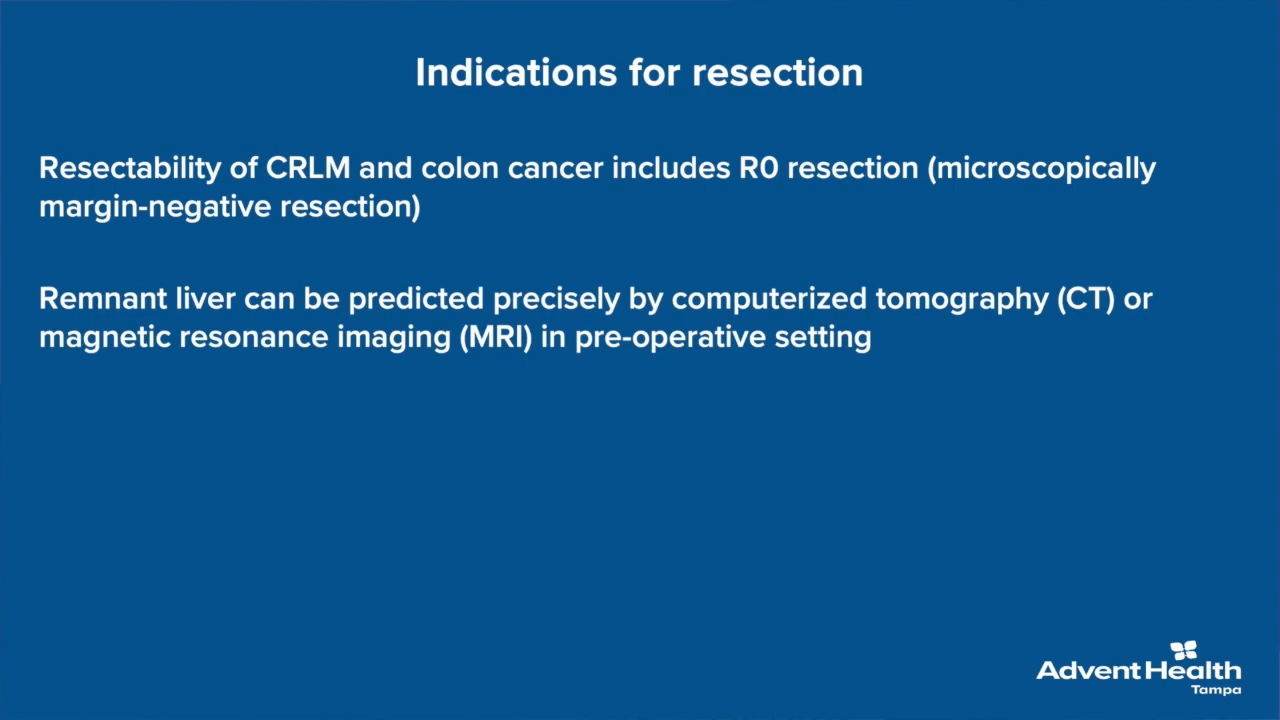 Indications for resection
Resectability of CRLM and colon cancer includes R0 resection (microscopically
margin-negative resection)
Remnant liver can be predicted precisely by computerized tomography (CT) or
magnetic resonance imaging (MRI) in pre-operative setting
AdventHealth
Tampa